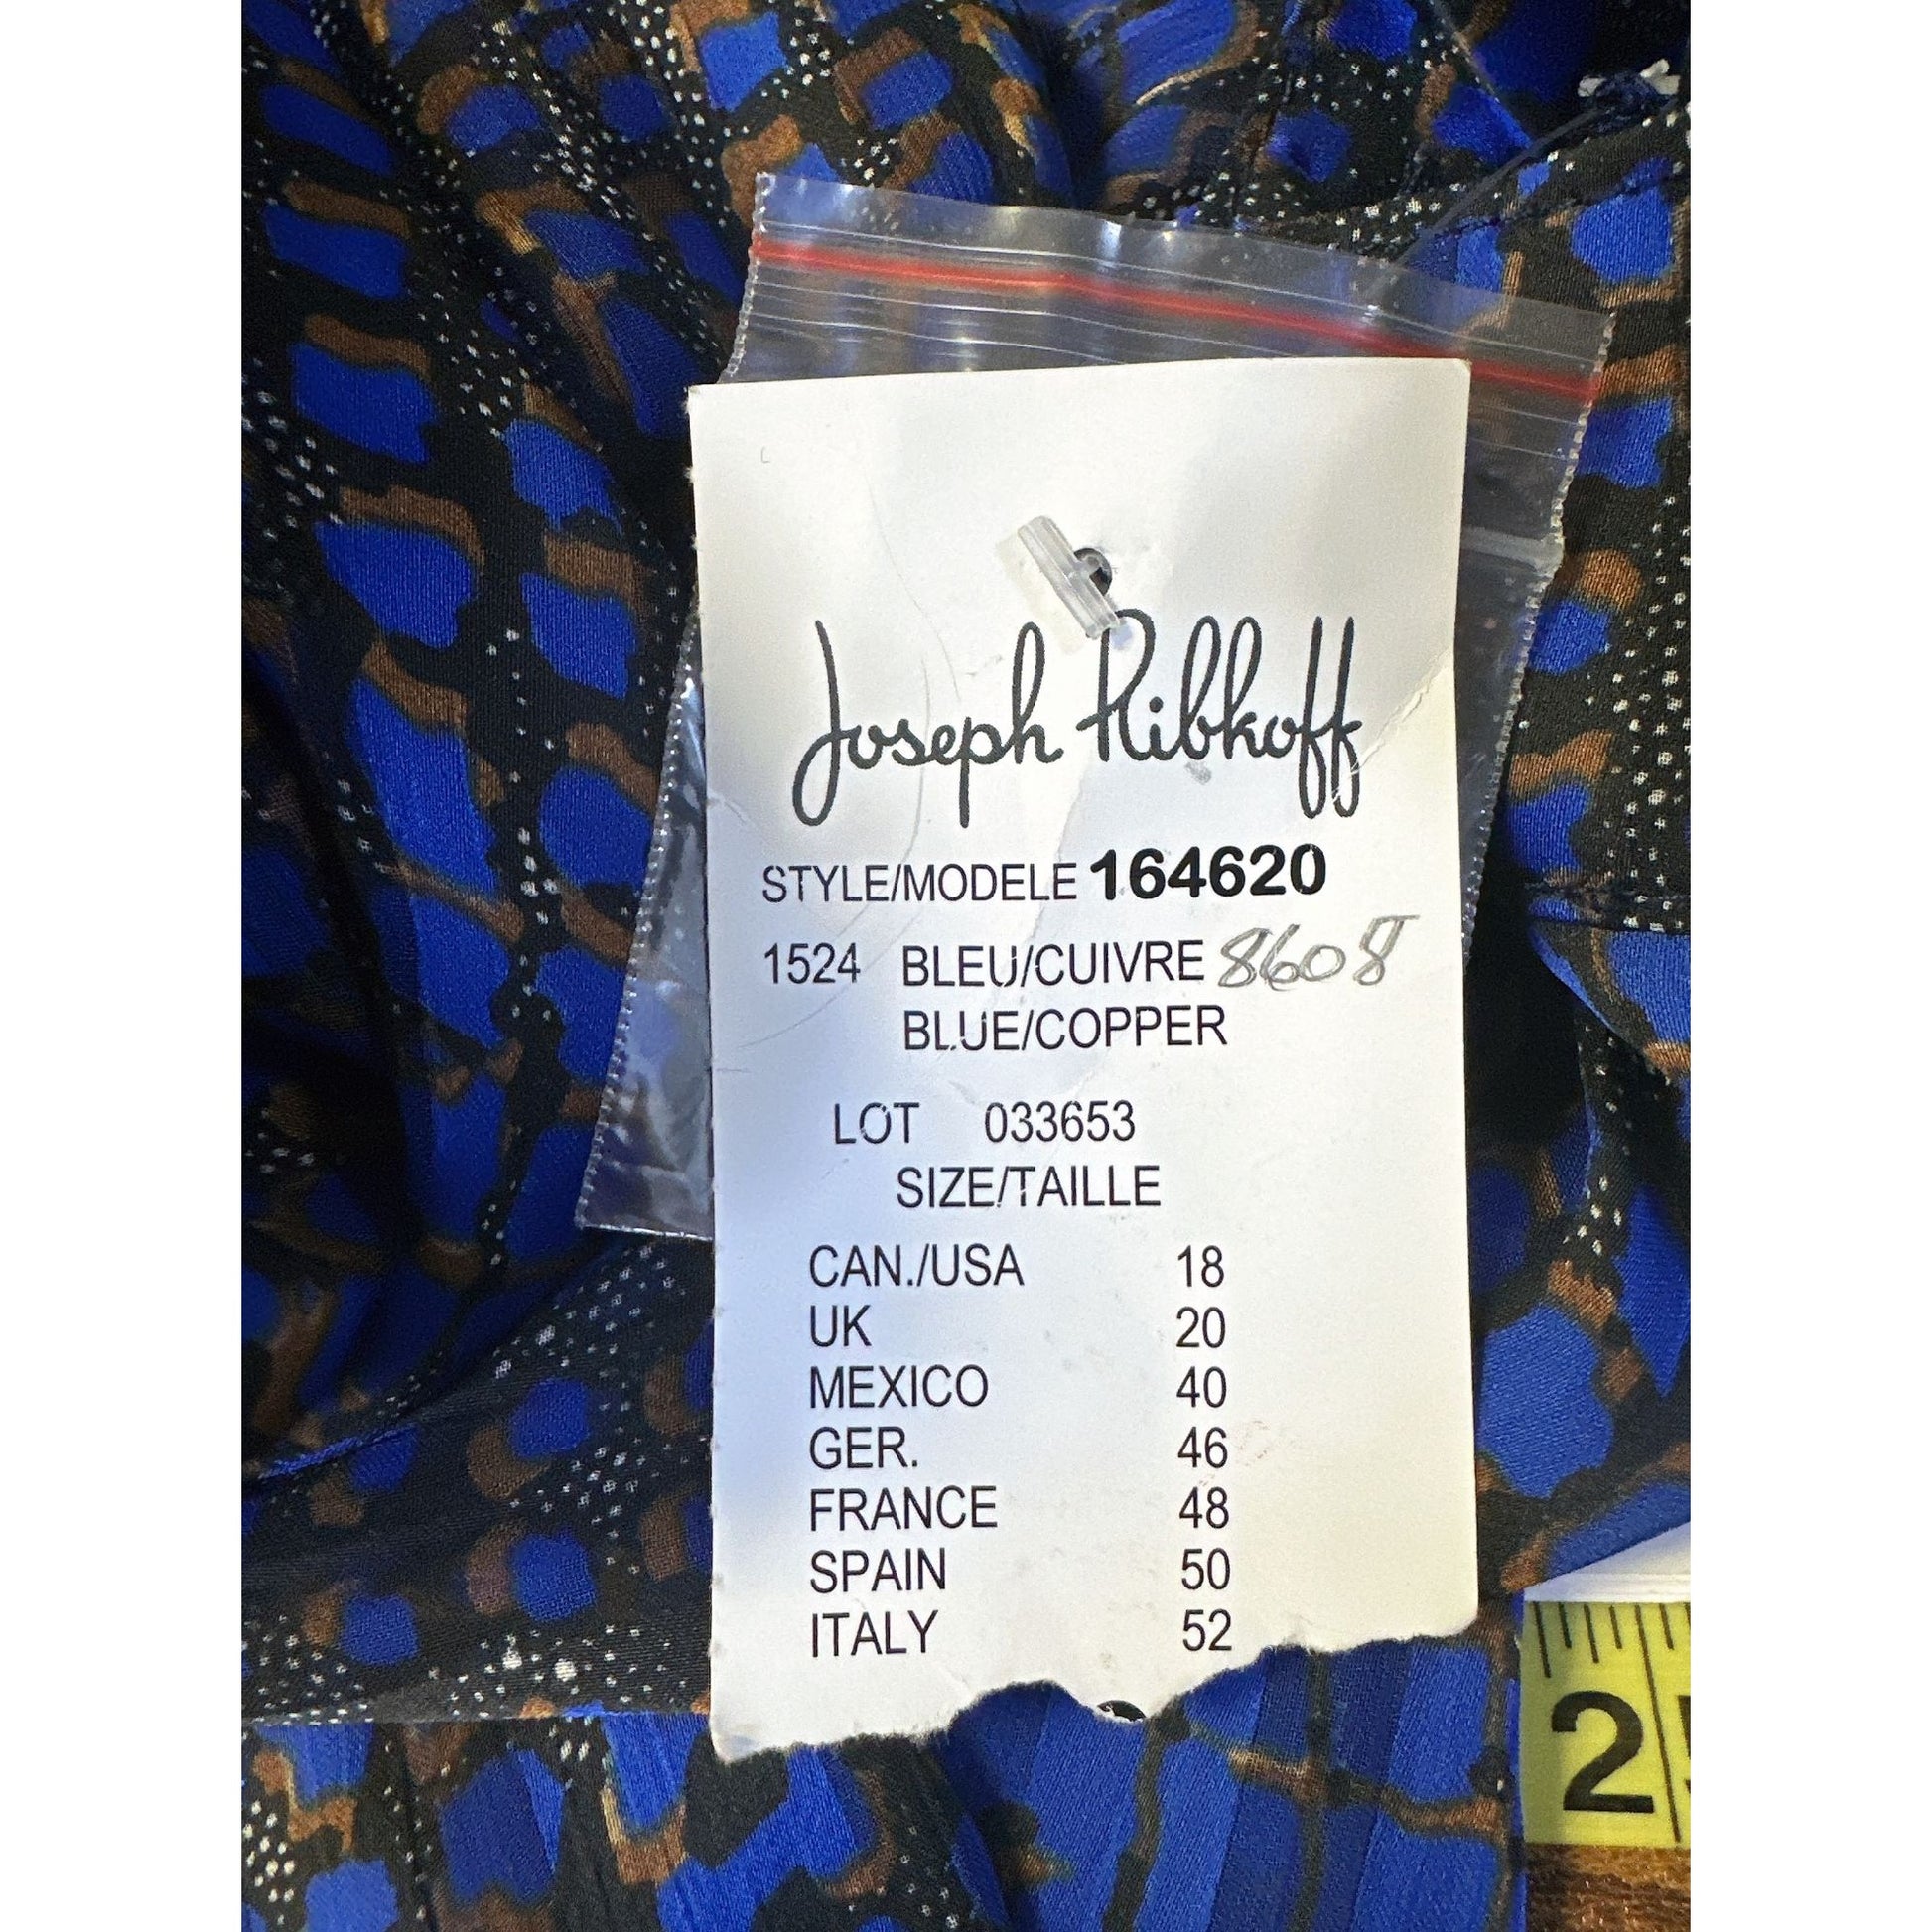 Joseph Ribkoff
STYLE/MODELE 164620
1524 BLEU/CUIVRE 8608
BLUE/COPPER
LOT 033653
SIZE/TAILLE
CAN./USA 18
UK 20
MEXICO 40
GER. 46
FRANCE 48
SPAIN 50
ITALY 52
2